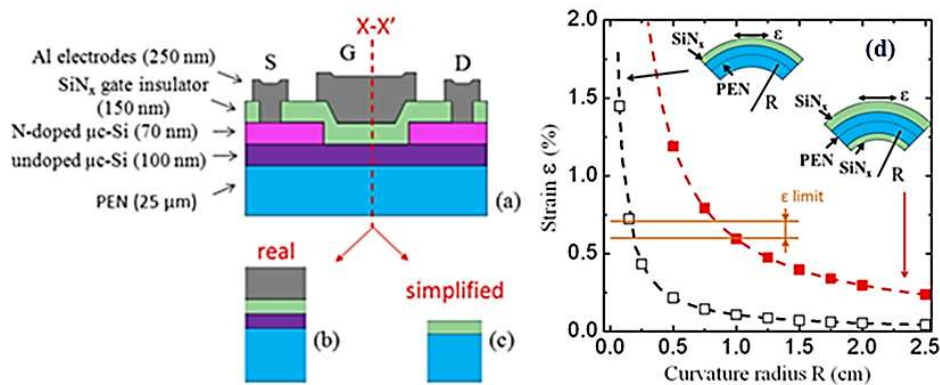 X-X'
Al electrodes (250 nm)
S
G
D
SiNx gate insulator
(150 nm)
N-doped µc-Si (70 nm)
undoped µc-Si (100 nm)
PEN (25 µm)
(a)
real
simplified
(b)
(c)
Strain ε (%)
2.0
1.5
1.0
0.5
0.0
0.0
0.5
1.0
1.5
2.0
2.5
Curvature radius R (cm)
(d)
SiNx
ε
PEN
R
SiNx
ε
PEN
SiNx
R
ε limit